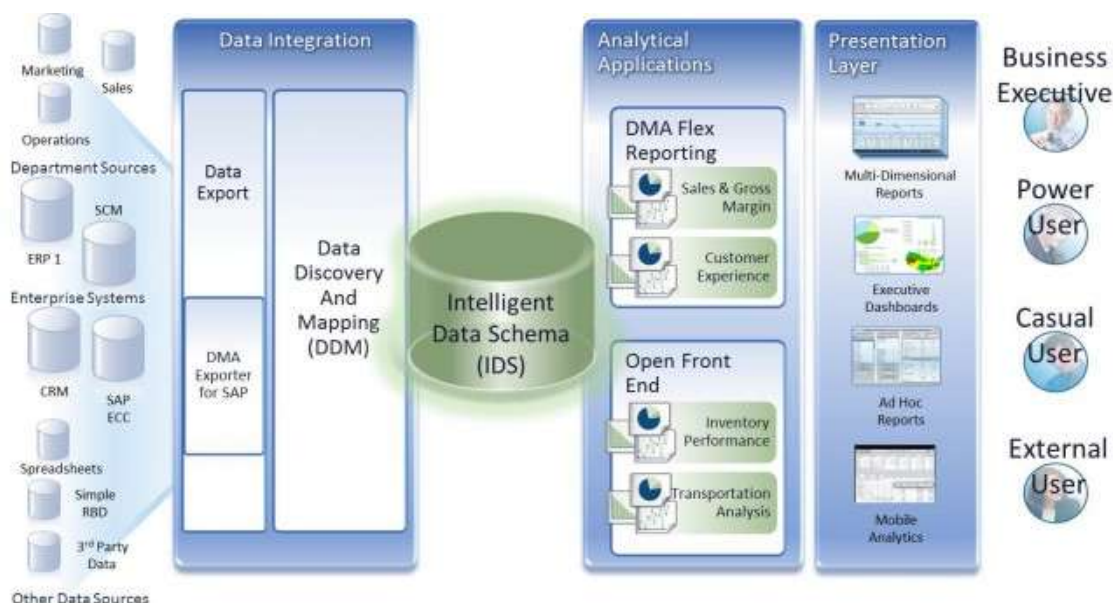 Marketing
Sales
Operations
Department Sources
SCM
ERP 1
Enterprise Systems
CRM
SAP
ECC
Spreadsheets
Simple
RBD
3rd Party
Data
Other Data Sources
Data Integration
Data
Export
DMA
Exporter
for SAP
Data
Discovery
And
Mapping
(DDM)
Intelligent
Data Schema
(IDS)
Analytical
Applications
DMA Flex
Reporting
Sales & Gross
Margin
Customer
Experience
Open Front
End
Inventory
Performance
Transportation
Analysis
Presentation
Layer
Multi-Dimensional
Reports
Executive
Dashboards
Ad Hoc
Reports
Mobile
Analytics
Business
Executive
Power
User
Casual
User
External
User